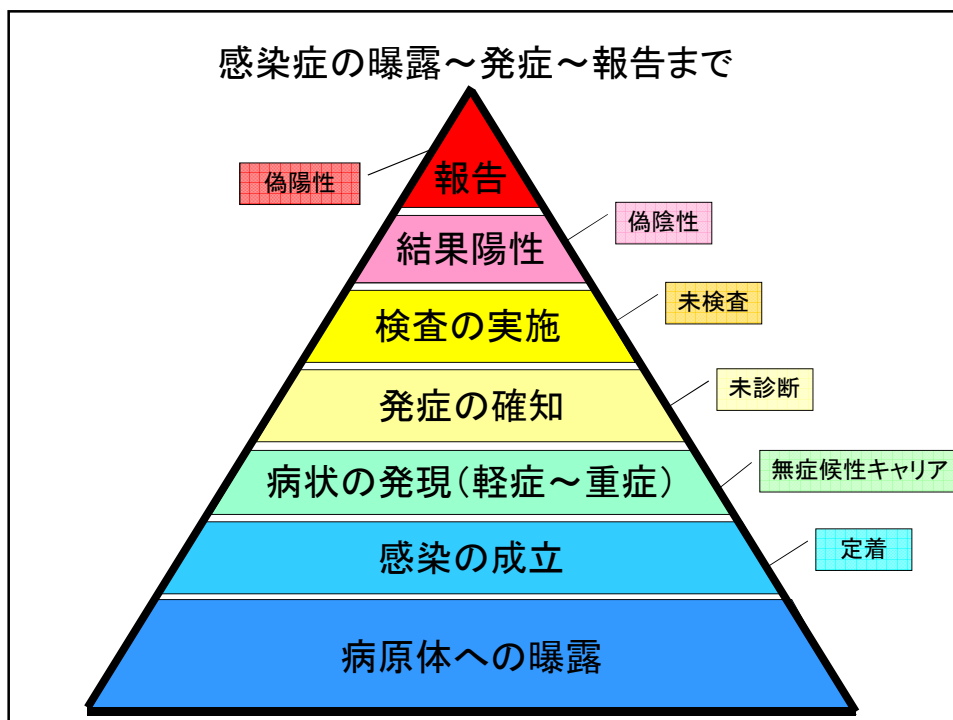 感染症の曝露～発症～報告まで
報告
偽陽性
結果陽性
偽陰性
検査の実施
未検査
発症の確知
未診断
病状の発現（軽症～重症）
無症候性キャリア
感染の成立
定着
病原体への曝露